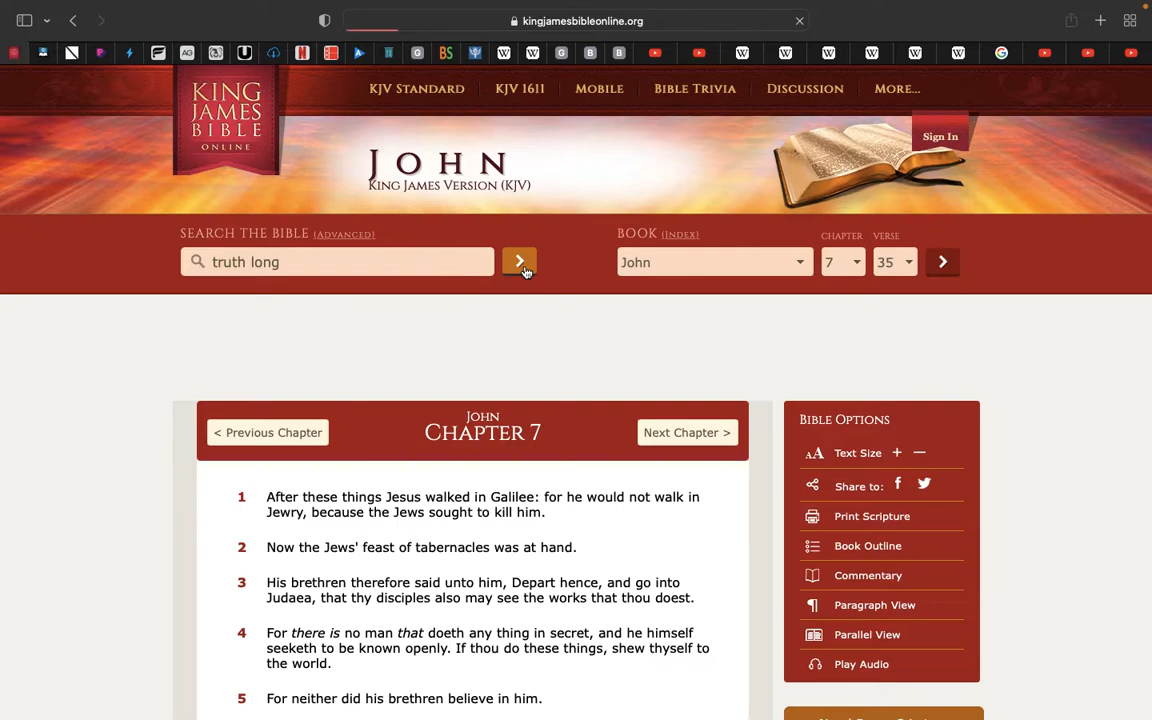 kingjamesbibleonline.org
AG
U
N
G
BS
W
W
G
B
B
W
W
W
W
W
W
G
KING
JAMES
BIBLE
ONLINE
KJV STANDARD
KJV 1611
MOBILE
BIBLE TRIVIA
DISCUSSION
MORE...
Sign In
JOHN
KING JAMES VERSION (KJV)
SEARCH THE BIBLE (ADVANCED)
BOOK (INDEX)
CHAPTER
VERSE
truth long
John
7
35
JOHN
CHAPTER 7
< Previous Chapter
Next Chapter >
1 After these things Jesus walked in Galilee: for he would not walk in
Jewry, because the Jews sought to kill him.
2 Now the Jews' feast of tabernacles was at hand.
3 His brethren therefore said unto him, Depart hence, and go into
Judaea, that thy disciples also may see the works that thou doest.
4 For there is no man that doeth any thing in secret, and he himself
seeketh to be known openly. If thou do these things, shew thyself to
the world.
5 For neither did his brethren believe in him.
BIBLE OPTIONS
AA Text Size + −
Share to:
Print Scripture
Book Outline
Commentary
Paragraph View
Parallel View
Play Audio